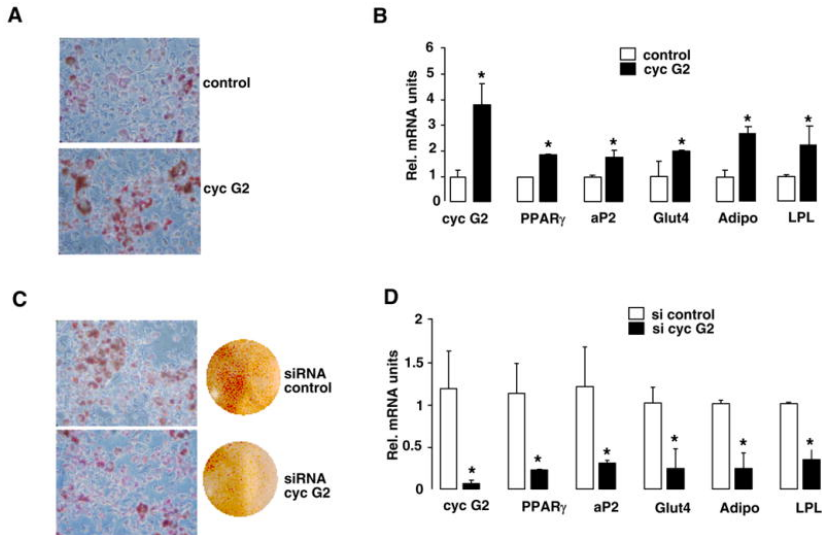 A
control
cyc G2
B
control
cyc G2
Rel. mRNA units
6
5
4
3
2
1
0
* * * * * *
cyc G2 PPARγ aP2 Glut4 Adipo LPL
C
siRNA
control
siRNA
cyc G2
D
si control
si cyc G2
Rel. mRNA units
2
1.5
1
0.5
0
* * * * * *
cyc G2 PPARγ aP2 Glut4 Adipo LPL